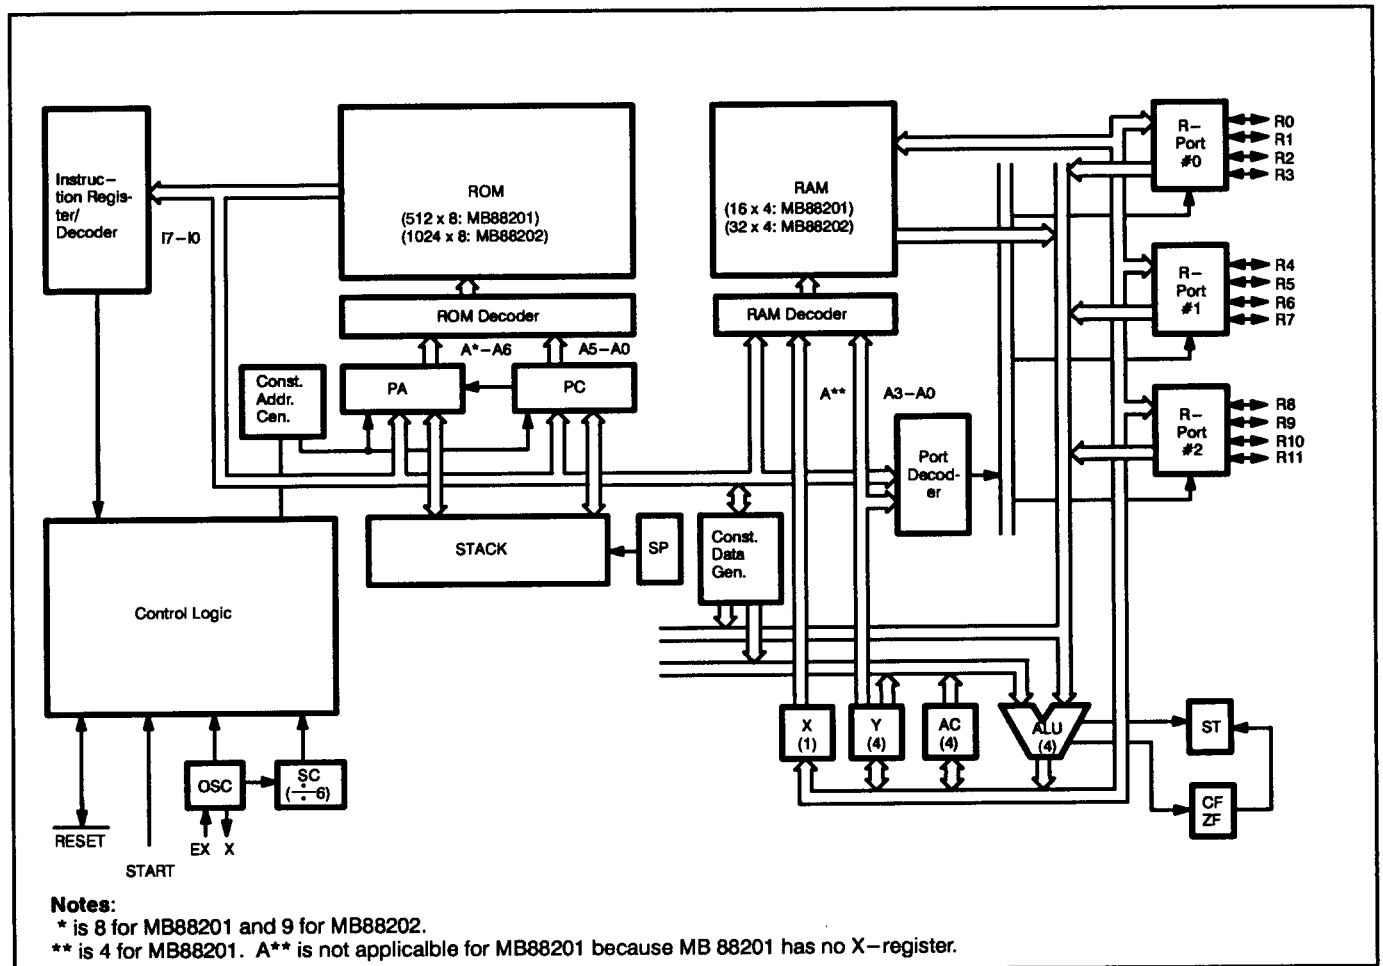 Instruc–
tion Regis-
ter/
Decoder
I7–I0
ROM
(512 x 8: MB88201)
(1024 x 8: MB88202)
ROM Decoder
A*–A6
A5–A0
PA
PC
Const.
Addr.
Cen.
STACK
SP
Control Logic
OSC
SC
(÷6)
RESET
START
EX
X
RAM
(16 x 4: MB88201)
(32 x 4: MB88202)
RAM Decoder
A**
A3–A0
Port
Decod-
er
Const.
Data
Gen.
X
(1)
Y
(4)
AC
(4)
ALU
(4)
ST
CF
ZF
R–
Port
#0
R0
R1
R2
R3
R–
Port
#1
R4
R5
R6
R7
R–
Port
#2
R8
R9
R10
R11
Notes:
* is 8 for MB88201 and 9 for MB88202.
** is 4 for MB88201. A** is not applicalble for MB88201 because MB 88201 has no X–register.